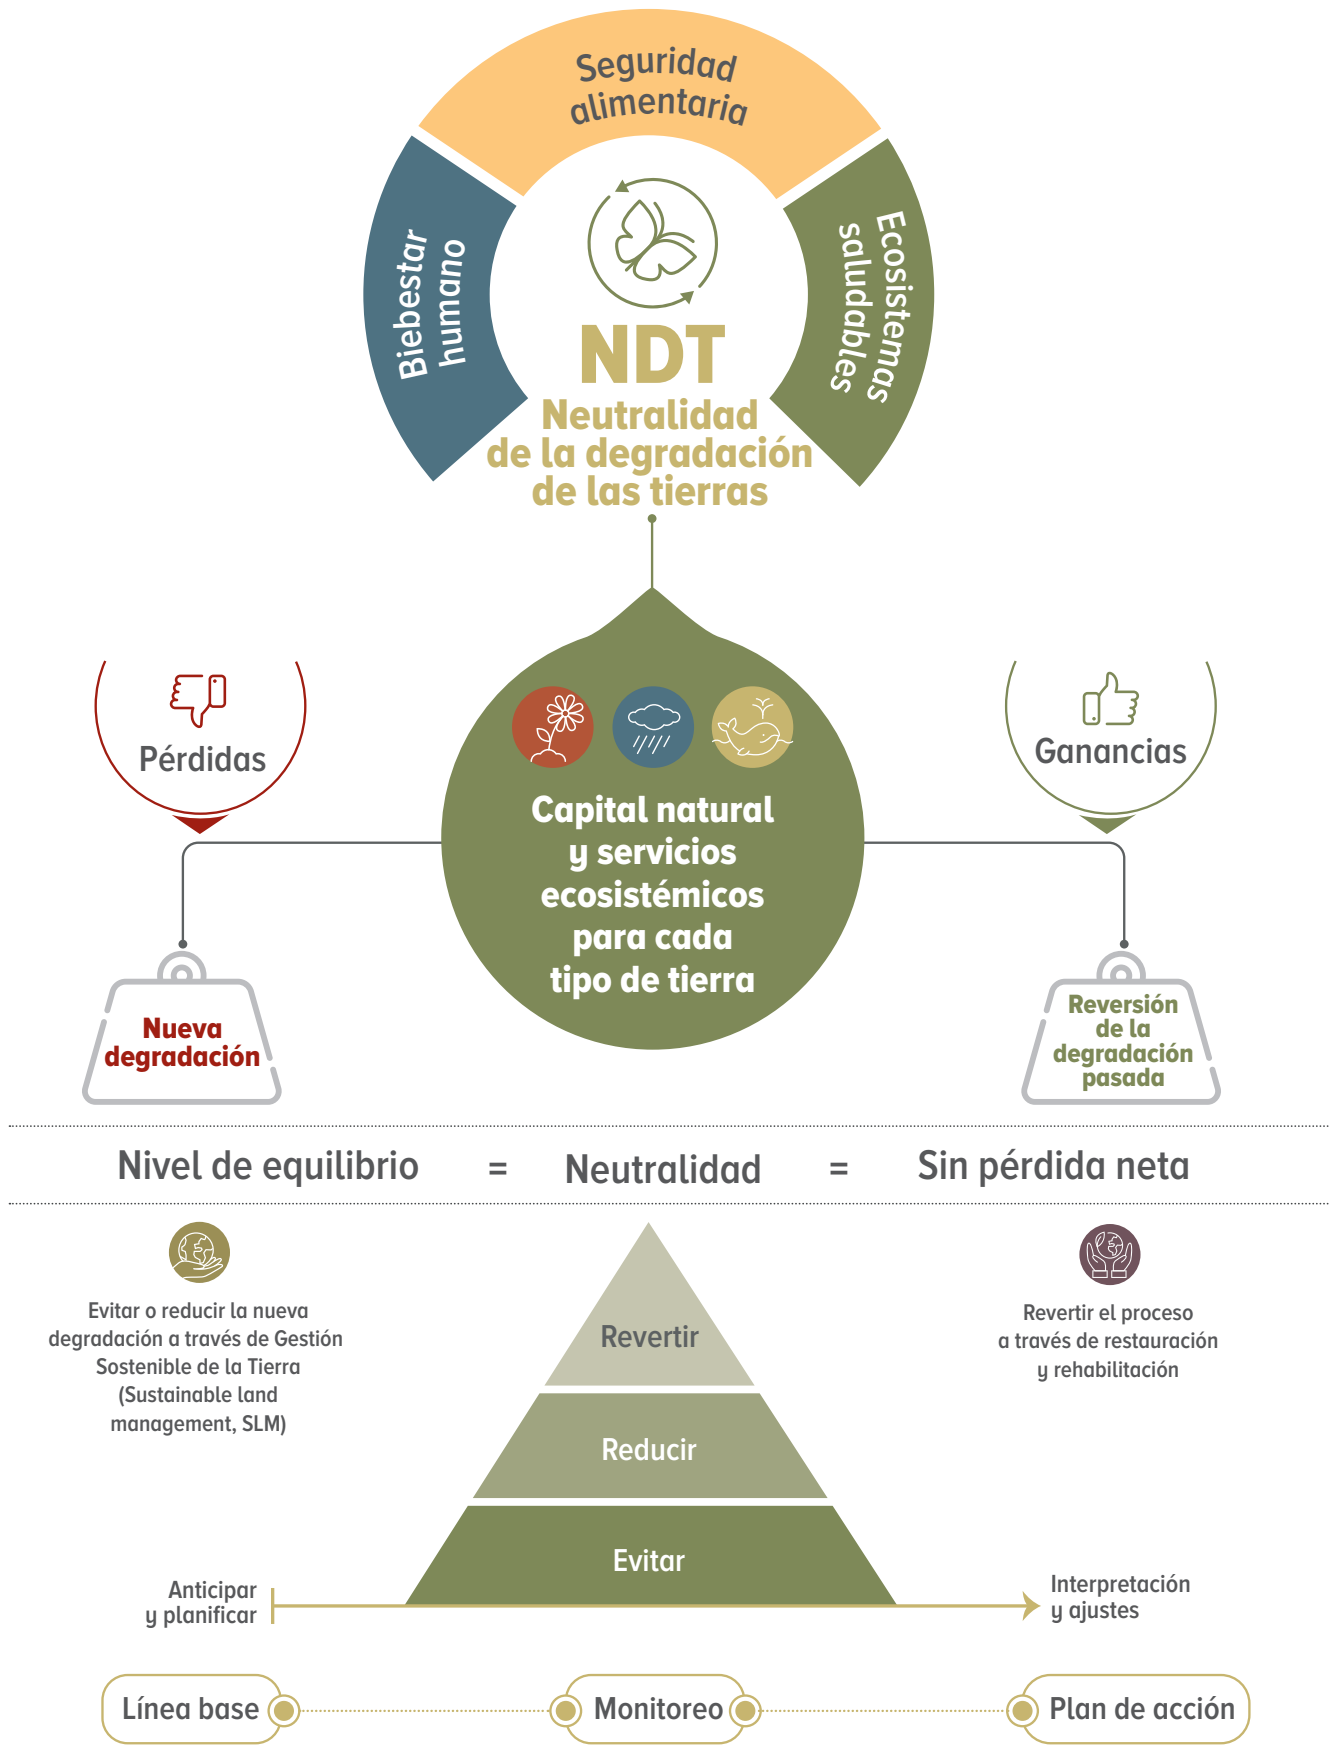 Seguridad
alimentaria
Biebestar
humano
Ecosistemas
saludables
NDT
Neutralidad
de la degradación
de las tierras
Pérdidas
Ganancias
Capital natural
y servicios
ecosistémicos
para cada
tipo de tierra
Nueva
degradación
Reversión
de la
degradación
pasada
Nivel de equilibrio = Neutralidad = Sin pérdida neta
Evitar o reducir la nueva
degradación a través de Gestión
Sostenible de la Tierra
(Sustainable land
management, SLM)
Revertir
Reducir
Evitar
Revertir el proceso
a través de restauración
y rehabilitación
Anticipar
y planificar
Interpretación
y ajustes
Línea base
Monitoreo
Plan de acción